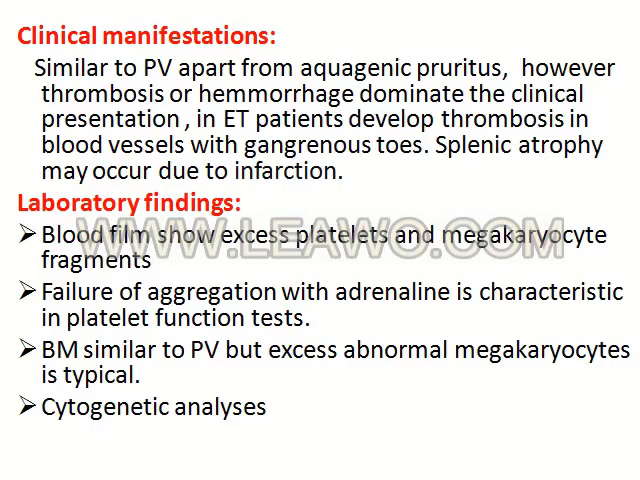 Clinical manifestations:
Similar to PV apart from aquagenic pruritus, however
thrombosis or hemmorrhage dominate the clinical
presentation , in ET patients develop thrombosis in
blood vessels with gangrenous toes. Splenic atrophy
may occur due to infarction.
Laboratory findings:
WWW.LEAWO.COM
➢ Blood film show excess platelets and megakaryocyte
fragments
➢ Failure of aggregation with adrenaline is characteristic
in platelet function tests.
➢ BM similar to PV but excess abnormal megakaryocytes
is typical.
➢ Cytogenetic analyses